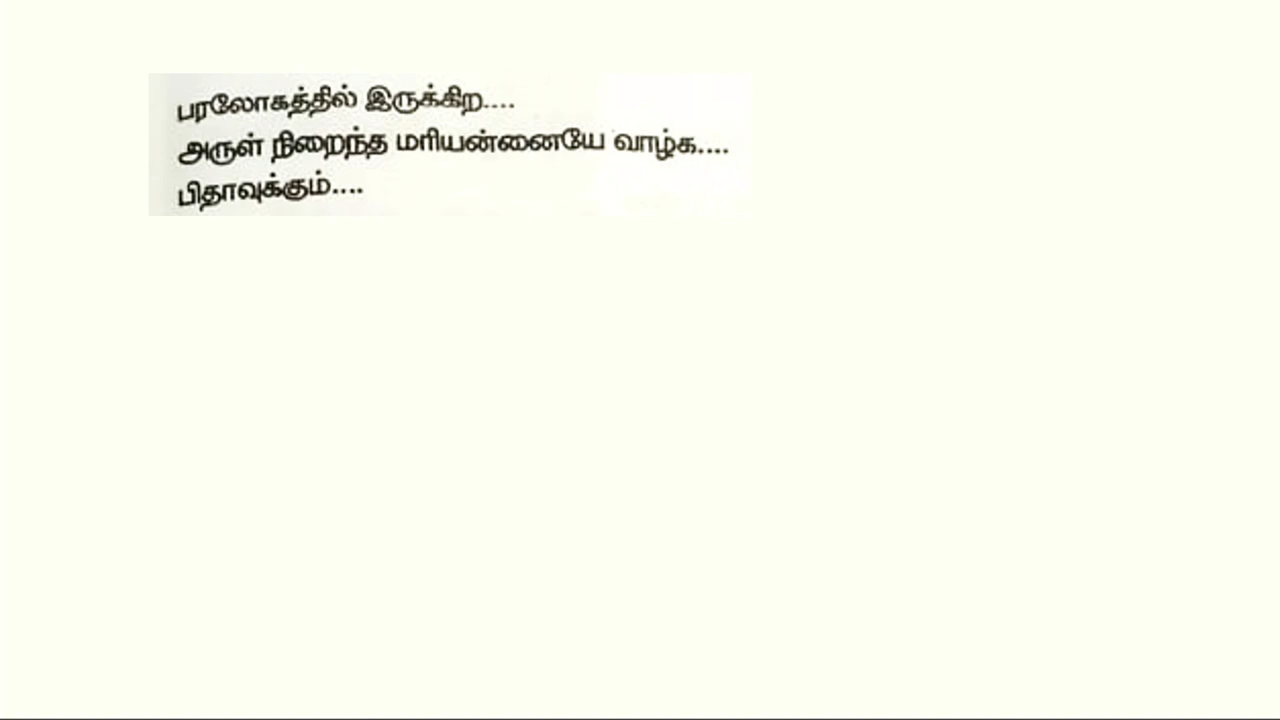 பரலோகத்தில் இருக்கிற....
அருள் நிறைந்த மரியன்னையே வாழ்க....
பிதாவுக்கும்....